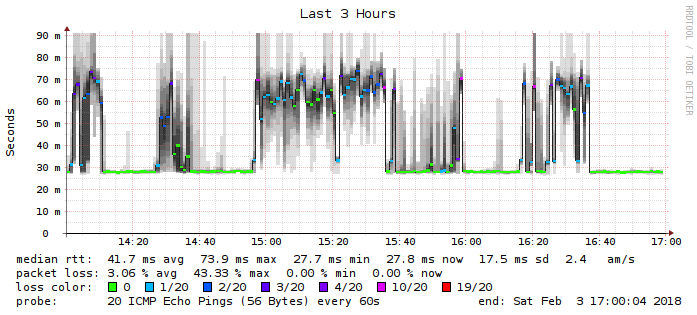 Last 3 Hours
RRDTOOL / TOBI OETIKER
Seconds
90 m
80 m
70 m
60 m
50 m
40 m
30 m
20 m
10 m
0
14:20 14:40 15:00 15:20 15:40 16:00 16:20 16:40 17:00
median rtt: 41.7 ms avg 73.9 ms max 27.7 ms min 27.8 ms now 17.5 ms sd 2.4 am/s
packet loss: 3.06 % avg 43.33 % max 0.00 % min 0.00 % now
loss color: 0 1/20 2/20 3/20 4/20 10/20 19/20
probe: 20 ICMP Echo Pings (56 Bytes) every 60s end: Sat Feb 3 17:00:04 2018